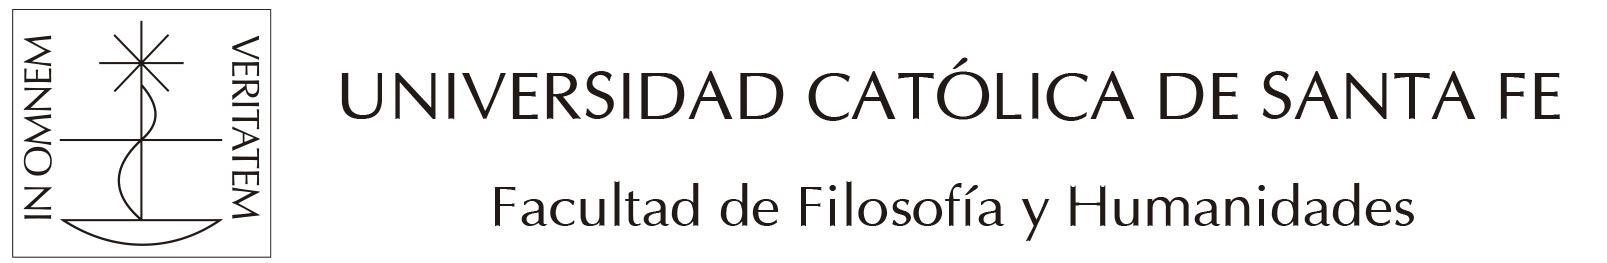 IN OMNEM
VERITATEM
UNIVERSIDAD CATÓLICA DE SANTA FE
Facultad de Filosofía y Humanidades